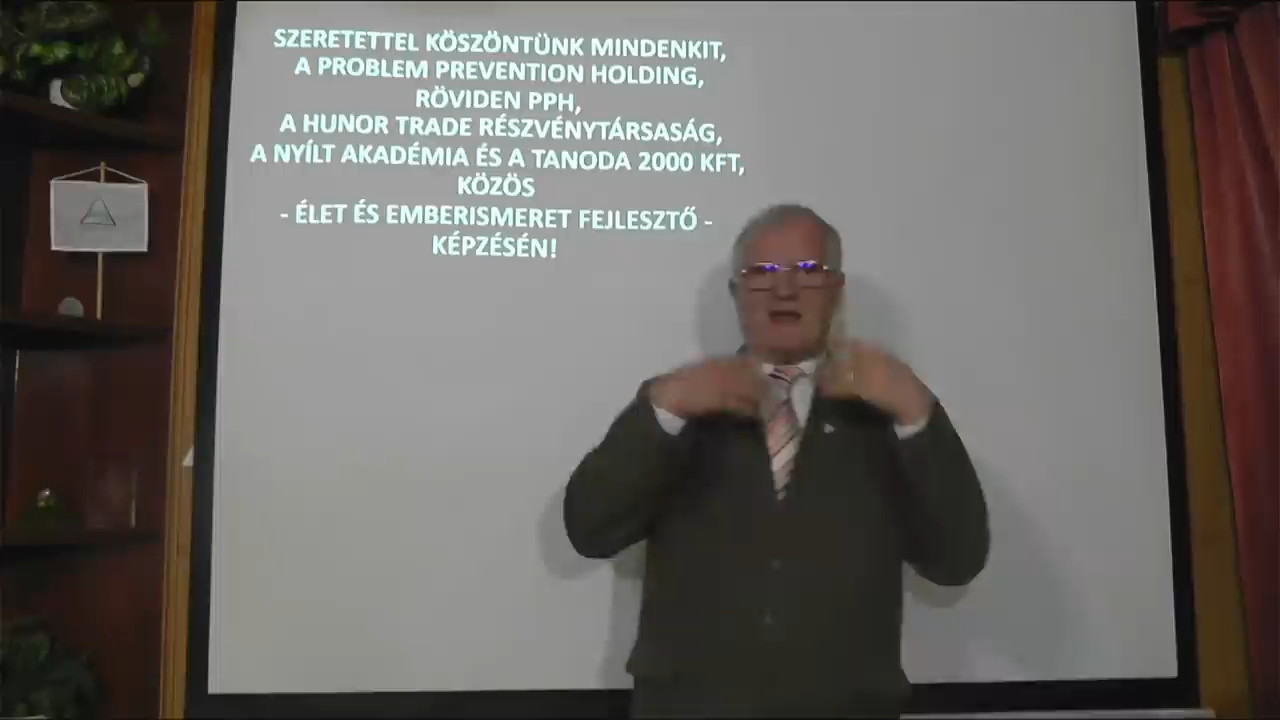 SZERETETTEL KÖSZÖNTÜNK MINDENKIT,
A PROBLEM PREVENTION HOLDING,
RÖVIDEN PPH,
A HUNOR TRADE RÉSZVÉNYTÁRSASÁG,
A NYÍLT AKADÉMIA ÉS A TANODA 2000 KFT,
KÖZÖS
- ÉLET ÉS EMBERISMERET FEJLESZTŐ -
KÉPZÉSÉN!